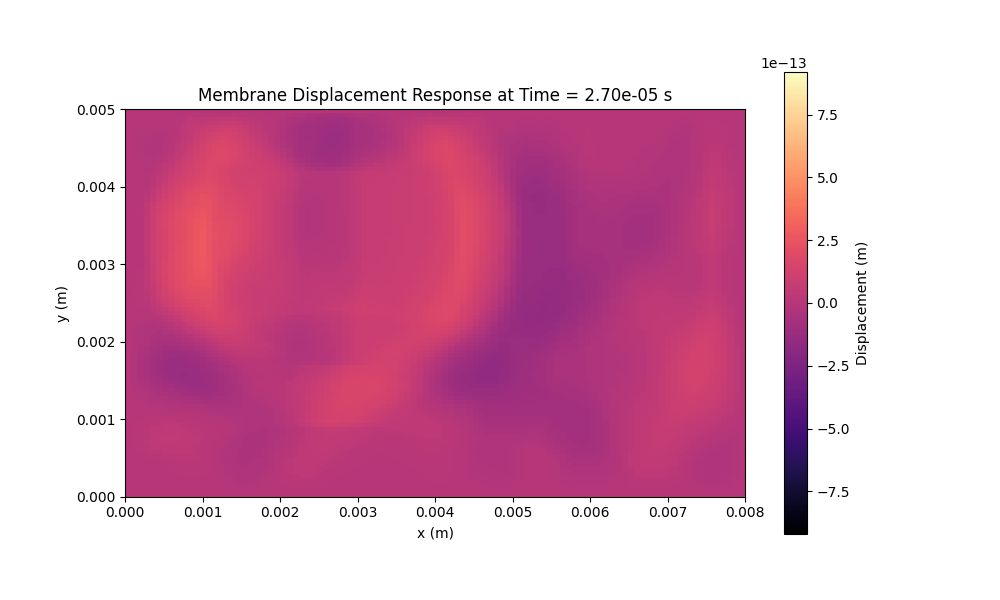 1e−13
Membrane Displacement Response at Time = 2.70e-05 s
0.005
0.004
0.003
0.002
0.001
0.000
y (m)
0.000 0.001 0.002 0.003 0.004 0.005 0.006 0.007 0.008
x (m)
7.5
5.0
2.5
0.0
−2.5
−5.0
−7.5
Displacement (m)